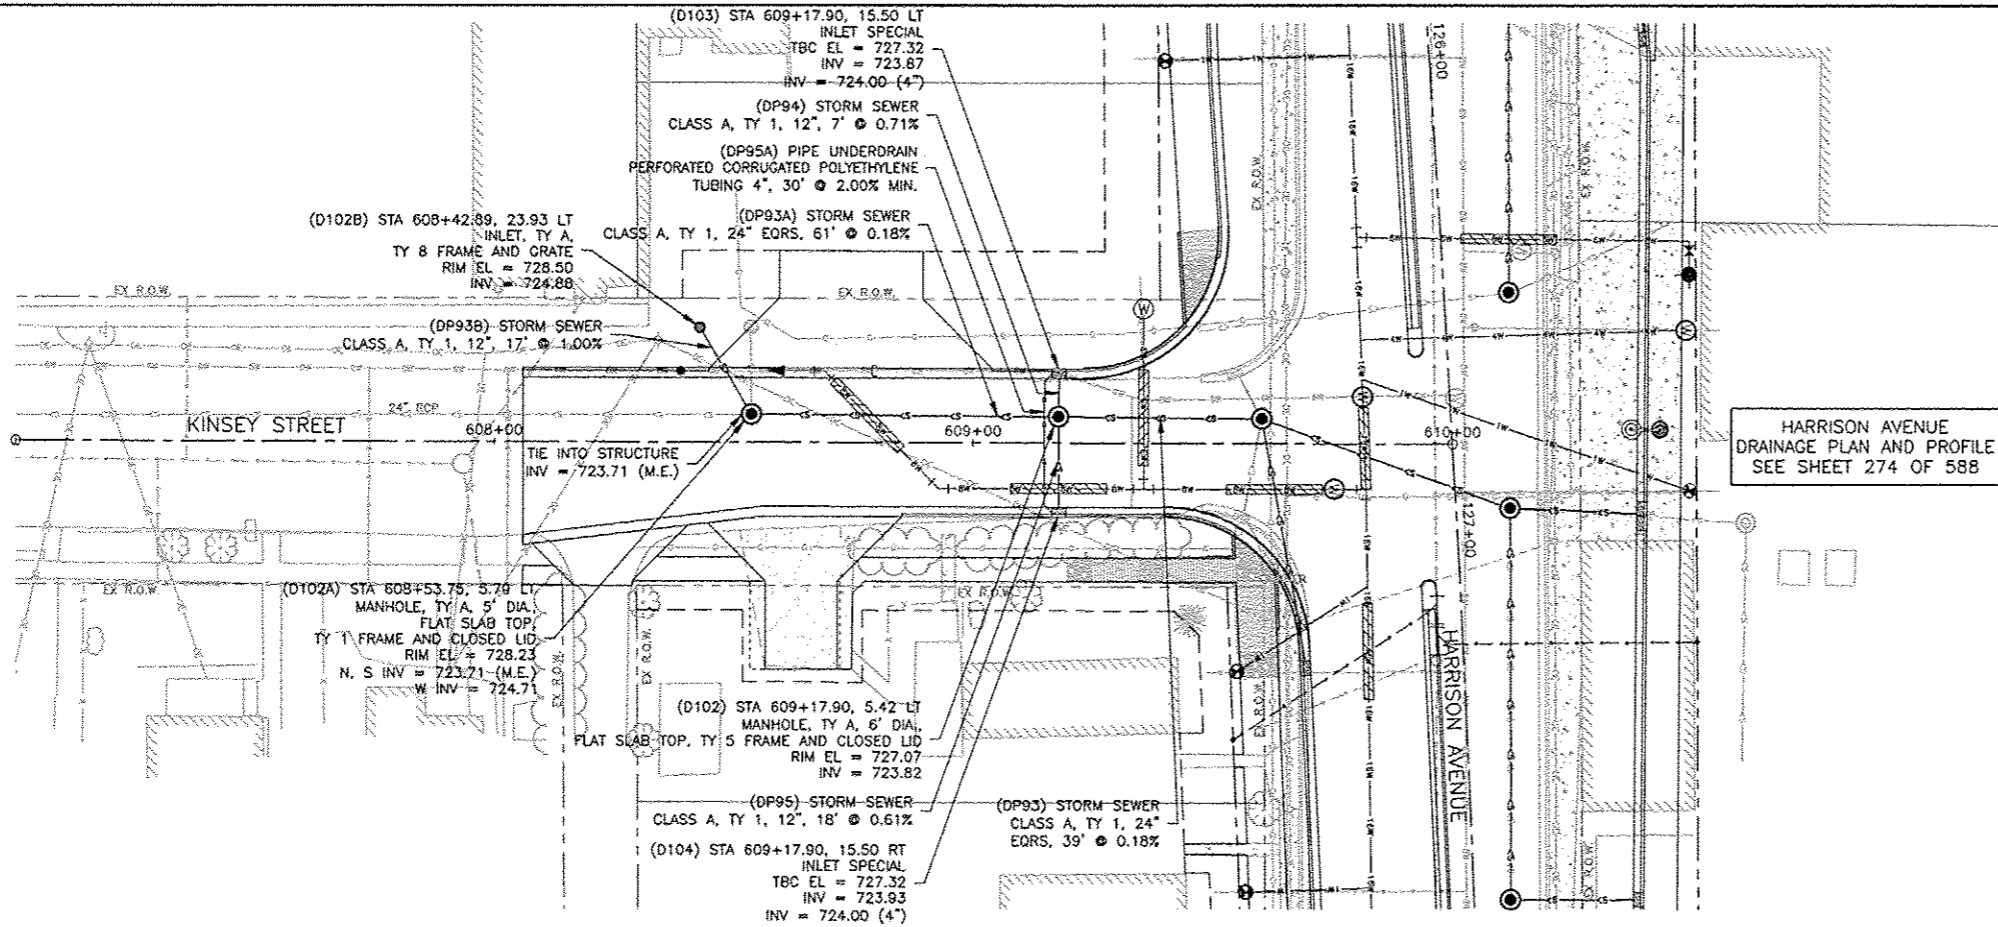 (D103) STA 609+17.90, 15.50 LT
INLET SPECIAL
TBC EL = 727.32
INV = 723.87
INV = 724.00 (4")
(DP94) STORM SEWER
CLASS A, TY 1, 12", 7' @ 0.71%
(DP95A) PIPE UNDERDRAIN
PERFORATED CORRUGATED POLYETHYLENE
TUBING 4", 30' @ 2.00% MIN.
(DP93A) STORM SEWER
CLASS A, TY 1, 24" EQRS, 61' @ 0.18%
(D102B) STA 608+42.89, 23.93 LT
INLET, TY A,
TY 8 FRAME AND GRATE
RIM EL = 728.50
INV = 724.88
(DP93B) STORM SEWER
CLASS A, TY 1, 12", 17' @ 1.00%
EX R.O.W.
EX R.O.W.
EX R.O.W.
EX R.O.W.
126+00
24" RCP
KINSEY STREET
608+00
609+00
610+00
TIE INTO STRUCTURE
INV = 723.71 (M.E.)
HARRISON AVENUE
DRAINAGE PLAN AND PROFILE
SEE SHEET 274 OF 588
127+00
HARRISON AVENUE
EX R.O.W.
EX R.O.W.
EX R.O.W.
EX R.O.W.
EX R.O.W.
EX R.O.W.
(D102A) STA 608+53.75, 5.79 LT
MANHOLE, TY A, 5' DIA.
FLAT SLAB TOP,
TY 1 FRAME AND CLOSED LID
RIM EL = 728.23
N, S INV = 723.71 (M.E.)
W INV = 724.71
(D102) STA 609+17.90, 5.42 LT
MANHOLE, TY A, 6' DIA,
FLAT SLAB TOP, TY 5 FRAME AND CLOSED LID
RIM EL = 727.07
INV = 723.82
(DP95) STORM SEWER
CLASS A, TY 1, 12", 18' @ 0.61%
(DP93) STORM SEWER
CLASS A, TY 1, 24"
EQRS, 39' @ 0.18%
(D104) STA 609+17.90, 15.50 RT
INLET SPECIAL
TBC EL = 727.32
INV = 723.93
INV = 724.00 (4")